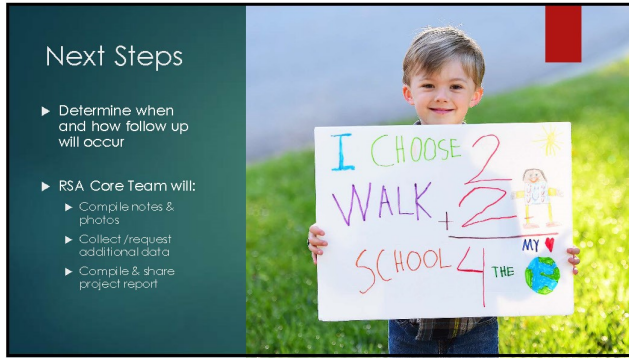 Next Steps
Determine when
and how follow up
will occur
RSA Core Team will:
Compile notes &
photos
Collect/request
additional data
Compile & share
project report
I CHOOSE 2
WALK + 2
MY
SCHOOL 4 THE